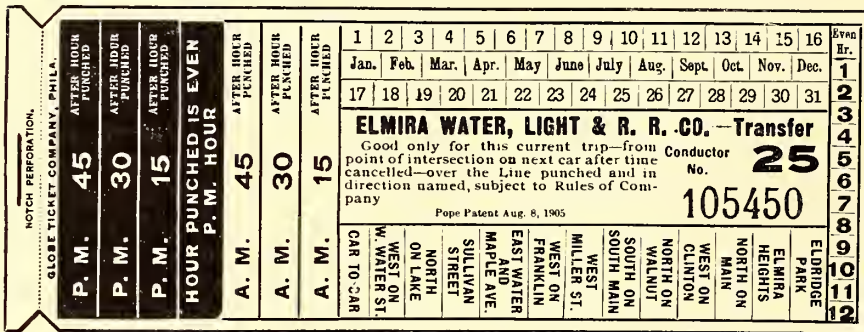 NOTCH PERFORATION.
GLOBE TICKET COMPANY, PHILA.
P. M. 45 AFTER HOUR
PUNCHED
P. M. 30 AFTER HOUR
PUNCHED
P. M. 15 AFTER HOUR
PUNCHED
HOUR PUNCHED IS EVEN
P. M. HOUR
A. M. 45 AFTER HOUR
PUNCHED
A. M. 30 AFTER HOUR
PUNCHED
A. M. 15 AFTER HOUR
PUNCHED
1 2 3 4 5 6 7 8 9 10 11 12 13 14 15 16
Jan. Feb. Mar. Apr. May June July Aug. Sept. Oct. Nov. Dec.
17 18 19 20 21 22 23 24 25 26 27 28 29 30 31
ELMIRA WATER, LIGHT & R. R. CO.—Transfer
Good only for this current trip—from
point of intersection on next car after time
cancelled—over the Line punched and in
direction named, subject to Rules of Com-
pany
Pope Patent Aug. 8, 1905
Conductor
No. 25
105450
CAR TO CAR
WEST ON
W. WATER ST.
NORTH
ON LAKE
SULLIVAN
STREET
EAST WATER
AND
MAPLE AVE.
WEST ON
FRANKLIN
WEST
MILLER ST.
SOUTH ON
SOUTH MAIN
NORTH ON
WALNUT
WEST ON
CLINTON
NORTH ON
MAIN
ELMIRA
HEIGHTS
ELDRIDGE
PARK
Even
Hr.
1
2
3
4
5
6
7
8
9
10
11
12